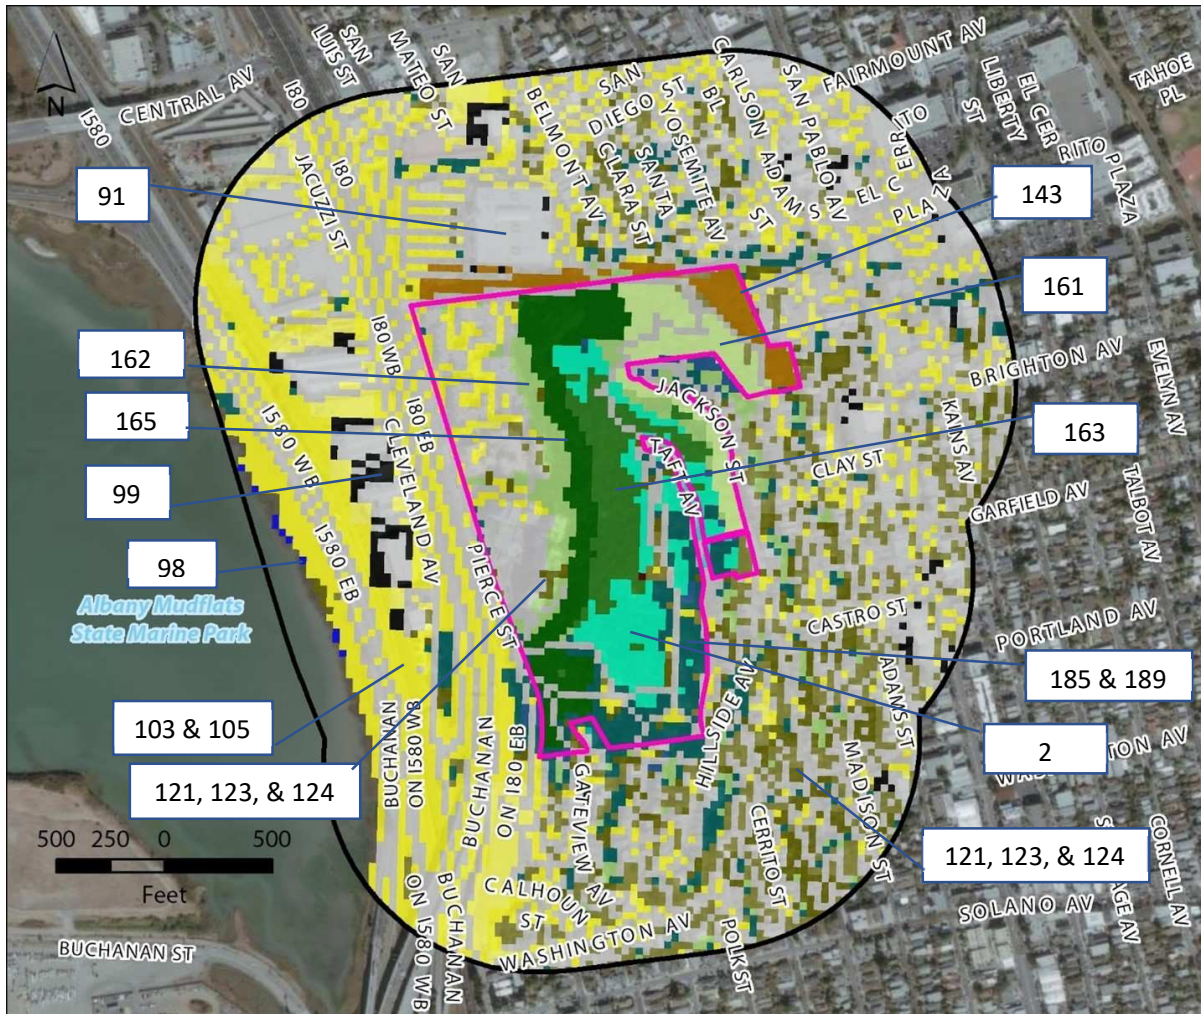 SAN
LUIS ST
SAN
MATEO ST
N
I580
CENTRAL AV
I80
JACUZZI ST
I80
BELMONT AV
SAN
DIEGO ST
CLARA ST
SANTA
YOSEMITE AV
BL
CARLSON
ADAMS
ST
SAN PABLO AV
FAIRMOUNT AV
EL CERRITO
PLAZA
LIBERTY
ST
EL CER
RITO PLAZA
TAHOE
PL
91
143
161
162
165
163
99
98
I80 WB
I80 EB
I580 WB
I580 EB
CLEVELAND AV
PIERCE ST
JACKSON ST
TAFT AV
BRIGHTON AV
EVELYN AV
KAINS AV
CLAY ST
GARFIELD AV
TALBOT AV
Albany Mudflats
State Marine Park
CASTRO ST
PORTLAND AV
ADAMS ST
185 & 189
103 & 105
2
TON AV
121, 123, & 124
BUCHANAN
ON I580 WB
BUCHANAN
ON I80 EB
GATEVIEW AV
HILLSIDE AV
CERRITO ST
MADISON ST
121, 123, & 124
AGE AV
CORNELL AV
500 250 0 500
Feet
CALHOUN
ST
WASHINGTON AV
POLK ST
SOLANO AV
BUCHANAN ST
ON I580 WB
BUCHANAN